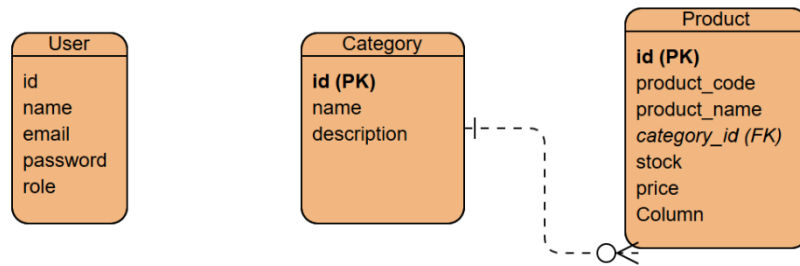 User
id
name
email
password
role
Category
id (PK)
name
description
Product
id (PK)
product_code
product_name
category_id (FK)
stock
price
Column